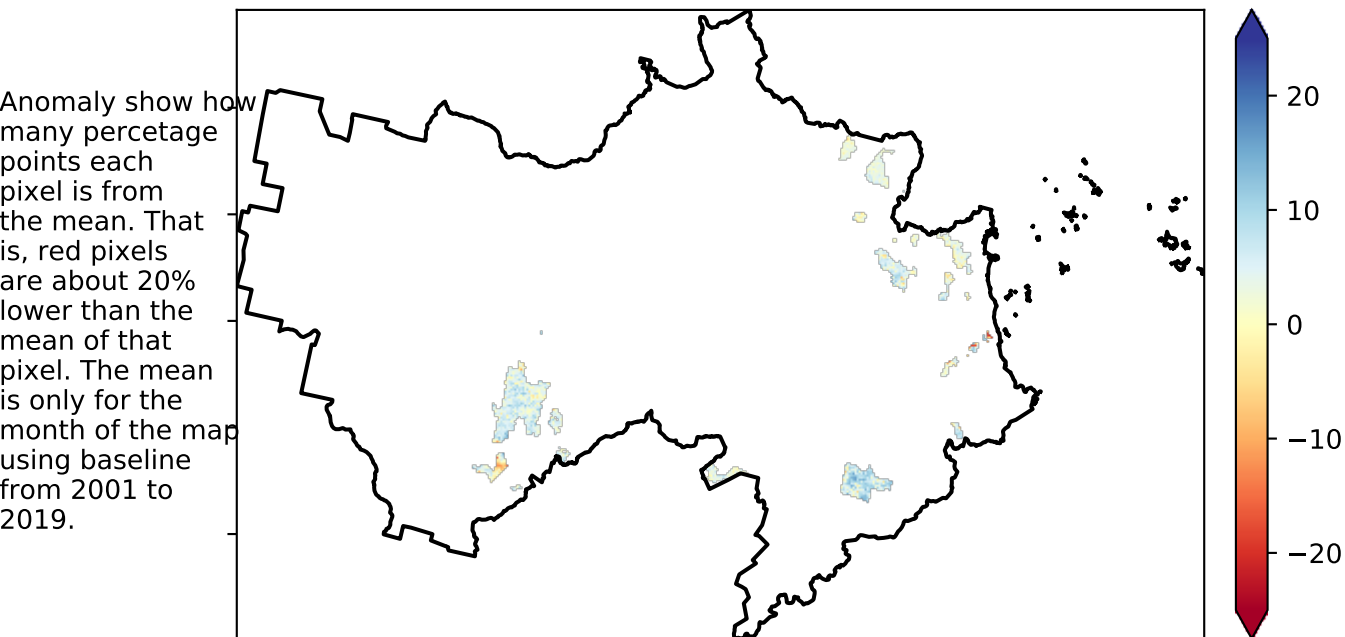 Anomaly show how
many percetage
points each
pixel is from
the mean. That
is, red pixels
are about 20%
lower than the
mean of that
pixel. The mean
is only for the
month of the map
using baseline
from 2001 to
2019.
20
10
0
−10
−20